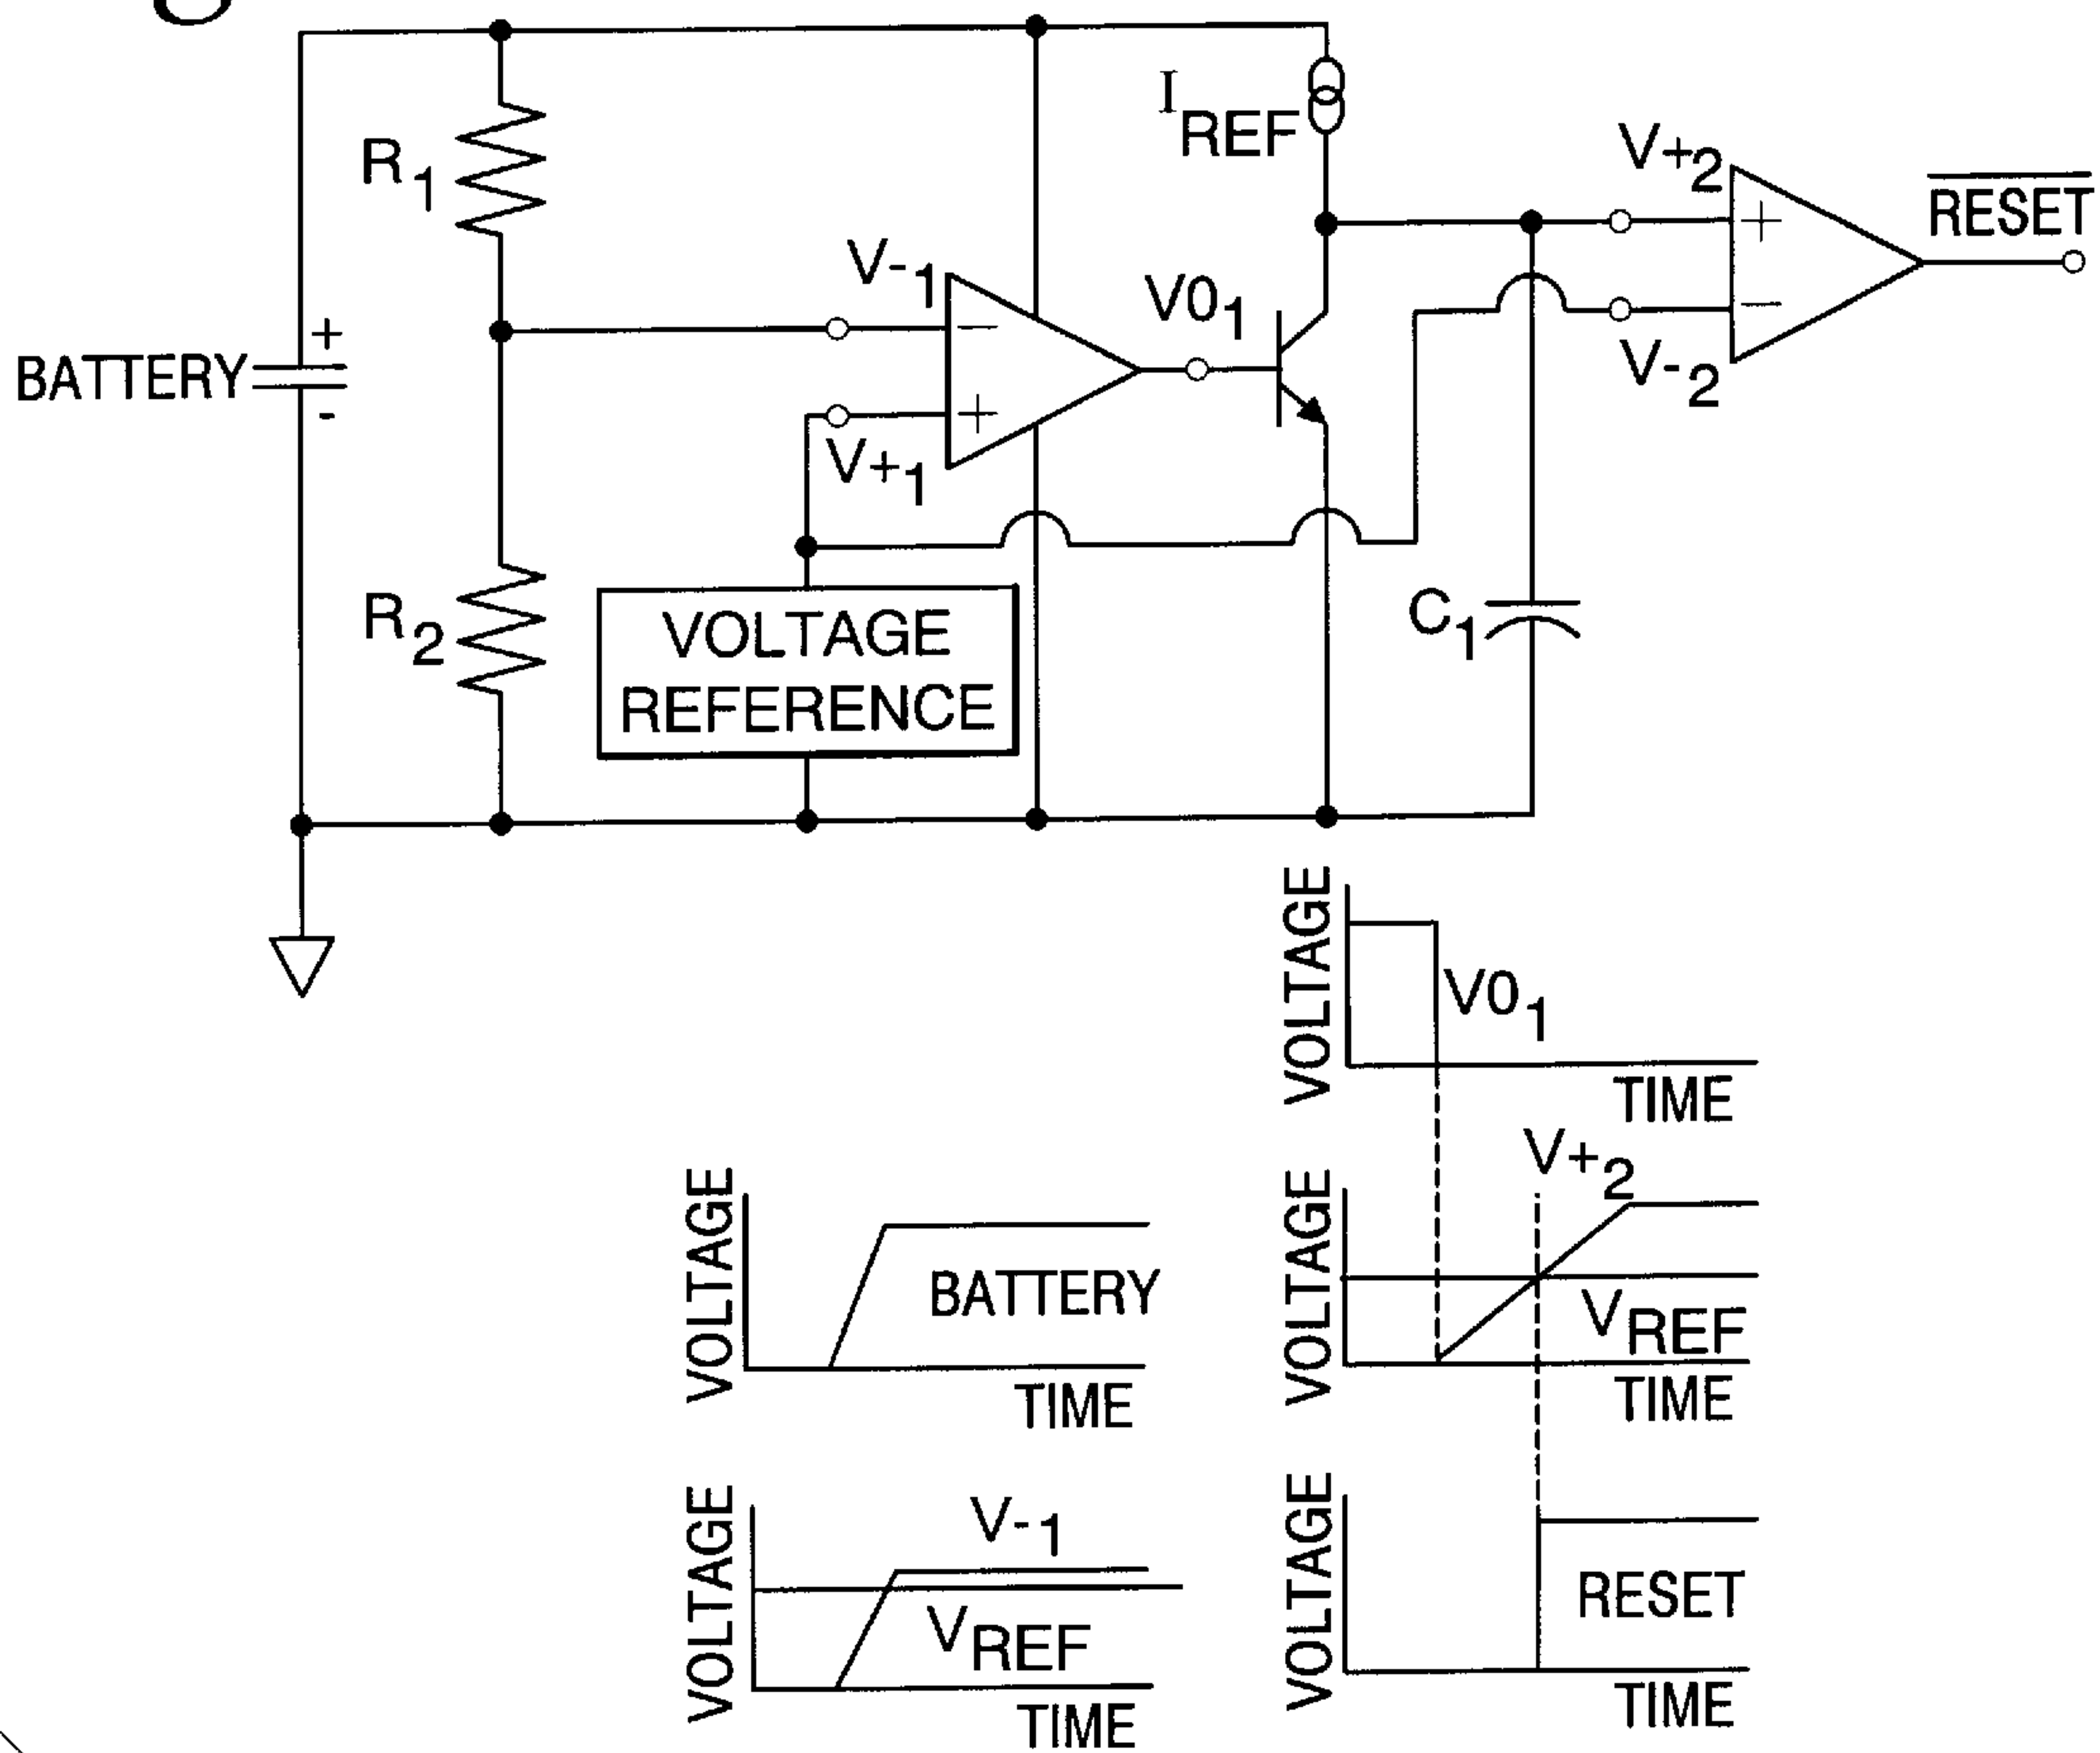 I REF
R1
V+2
RESET
V-1
V01
+
+
−
BATTERY
-
−
V-2
+
V+1
R2
VOLTAGE
REFERENCE
C1
VOLTAGE
V01
TIME
VOLTAGE
BATTERY
TIME
VOLTAGE
V+2
VREF
TIME
VOLTAGE
V-1
VREF
TIME
VOLTAGE
RESET
TIME